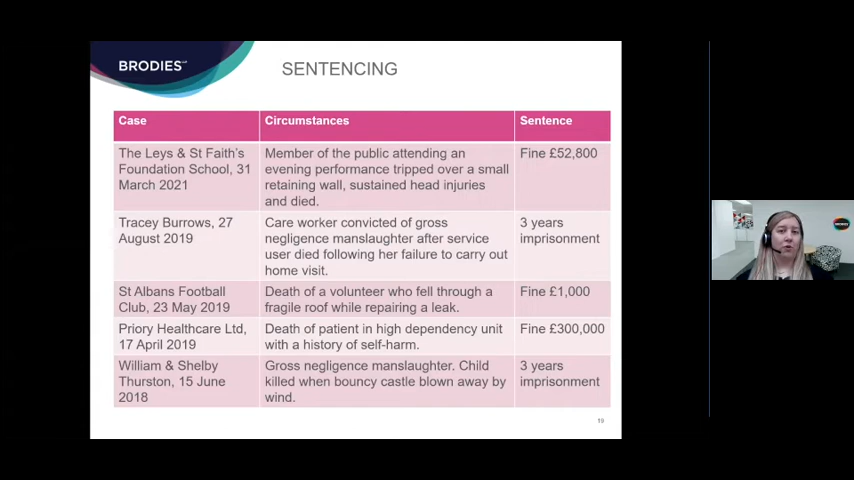 BRODIES LLP
SENTENCING
Case
Circumstances
Sentence
The Leys & St Faith's
Foundation School, 31
March 2021
Member of the public attending an
evening performance tripped over a small
retaining wall, sustained head injuries
and died.
Fine £52,800
Tracey Burrows, 27
August 2019
Care worker convicted of gross
negligence manslaughter after service
user died following her failure to carry out
home visit.
3 years
imprisonment
St Albans Football
Club, 23 May 2019
Death of a volunteer who fell through a
fragile roof while repairing a leak.
Fine £1,000
Priory Healthcare Ltd,
17 April 2019
Death of patient in high dependency unit
with a history of self-harm.
Fine £300,000
William & Shelby
Thurston, 15 June
2018
Gross negligence manslaughter. Child
killed when bouncy castle blown away by
wind.
3 years
imprisonment
19